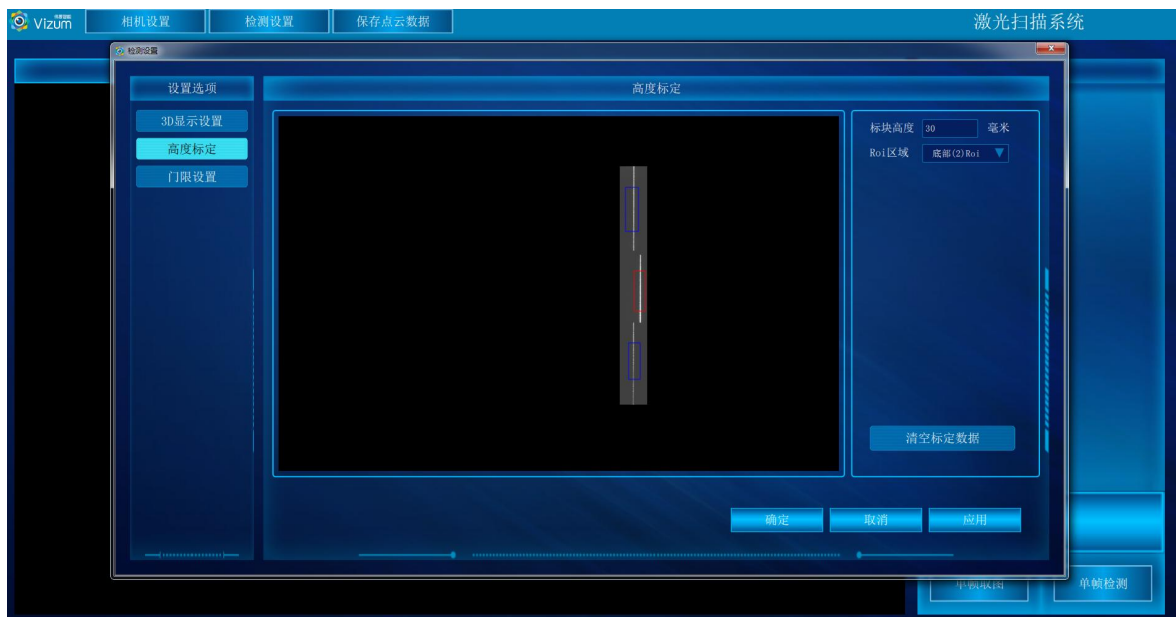 Vizum
相机设置
检测设置
保存点云数据
激光扫描系统
检测设置
设置选项
高度标定
3D显示设置
高度标定
门限设置
标块高度 30 毫米
Roi区域 底部(2)Roi
清空标定数据
确定
取消
应用
单帧取图
单帧检测